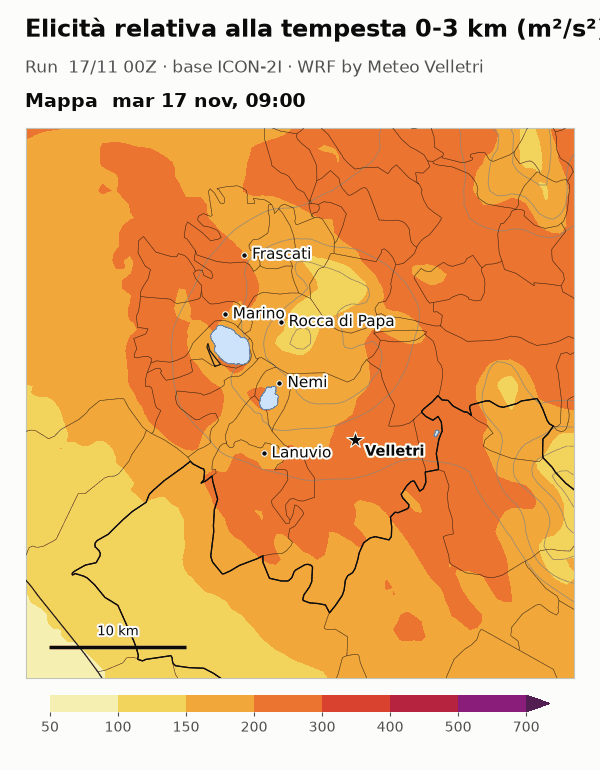 Elicità relativa alla tempesta 0-3 km (m²/s²)
Run  17/11 00Z · base ICON-2I · WRF by Meteo Velletri
Mappa  mar 17 nov, 09:00
Frascati
Marino
Rocca di Papa
Nemi
Lanuvio
Velletri
10 km
50 100 150 200 300 400 500 700